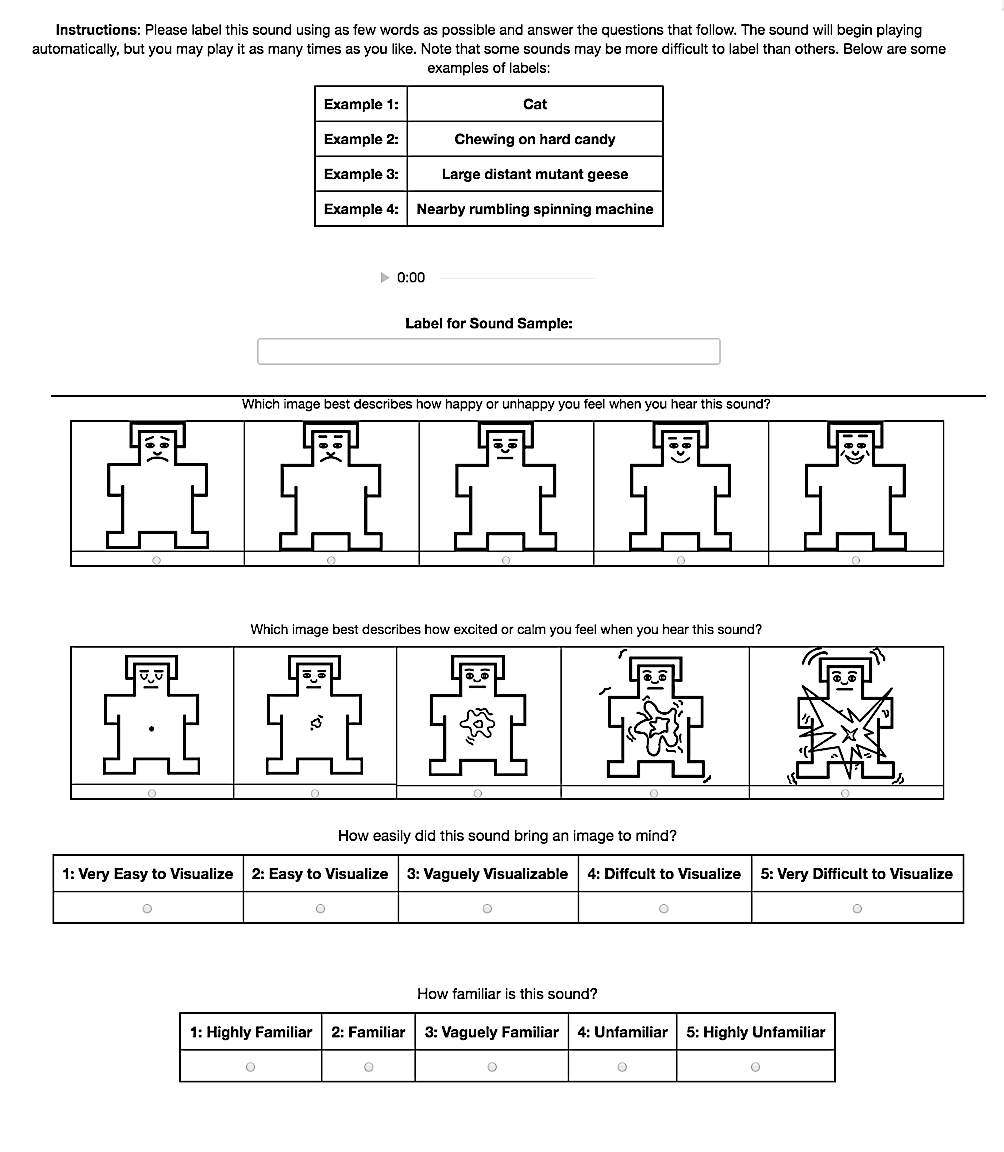 Instructions: Please label this sound using as few words as possible and answer the questions that follow. The sound will begin playing
automatically, but you may play it as many times as you like. Note that some sounds may be more difficult to label than others. Below are some
examples of labels:
Example 1: Cat
Example 2: Chewing on hard candy
Example 3: Large distant mutant geese
Example 4: Nearby rumbling spinning machine
0:00
Label for Sound Sample:
Which image best describes how happy or unhappy you feel when you hear this sound?
Which image best describes how excited or calm you feel when you hear this sound?
How easily did this sound bring an image to mind?
1: Very Easy to Visualize 2: Easy to Visualize 3: Vaguely Visualizable 4: Diffcult to Visualize 5: Very Difficult to Visualize
How familiar is this sound?
1: Highly Familiar 2: Familiar 3: Vaguely Familiar 4: Unfamiliar 5: Highly Unfamiliar